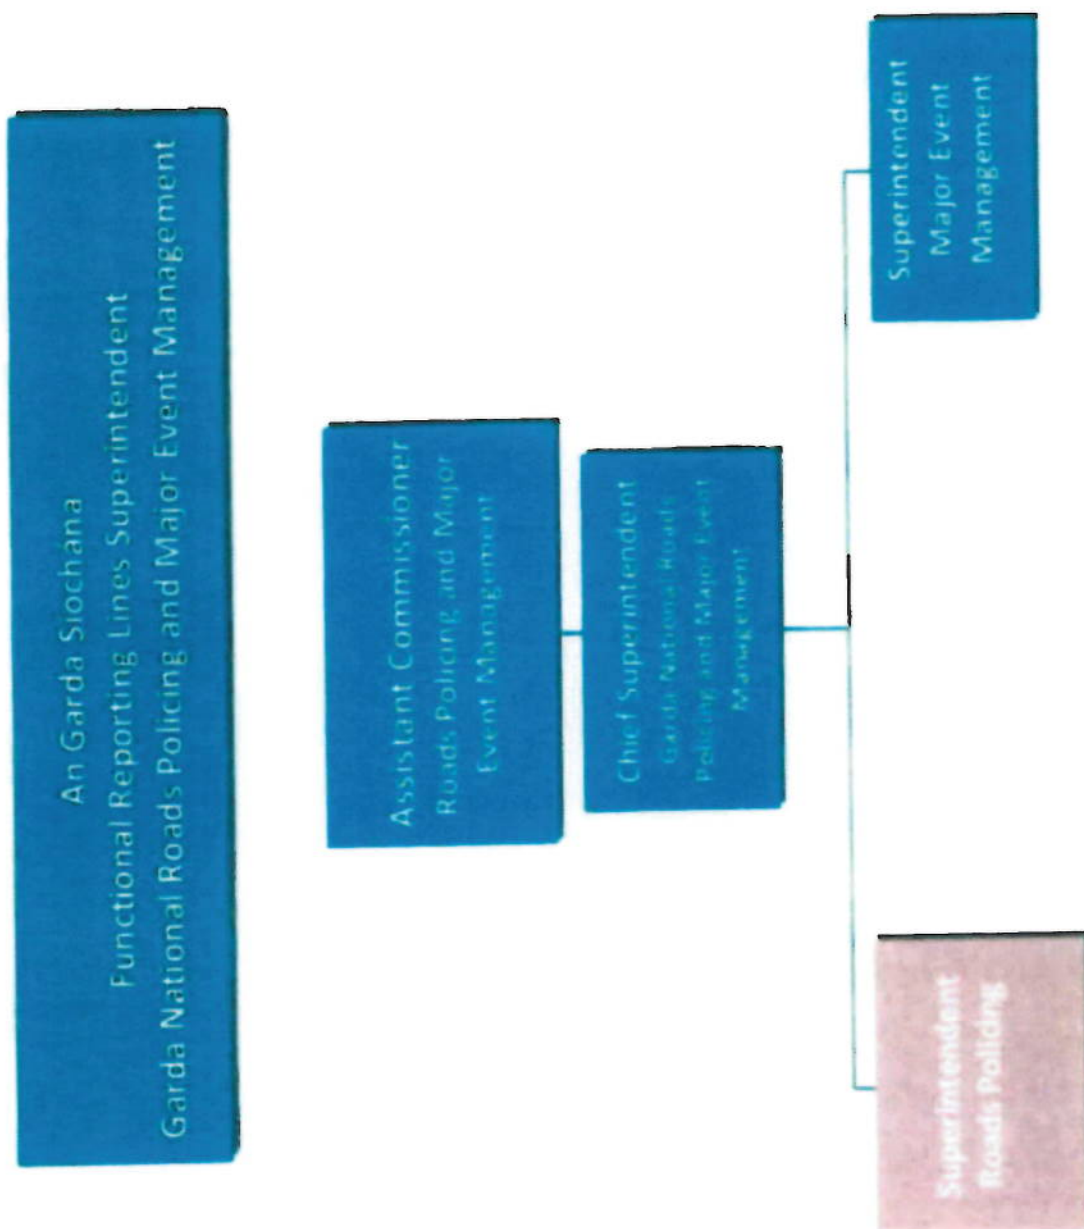 An Garda Siochana
Functional Reporting Lines Superintendent
Garda National Roads Policing and Major Event Management
Assistant Commissioner
Roads Policing and Major
Event Management
Chief Superintendent
Garda National Roads
Policing and Major Event
Management
Superintendent
Roads Policing
Superintendent
Major Event
Management